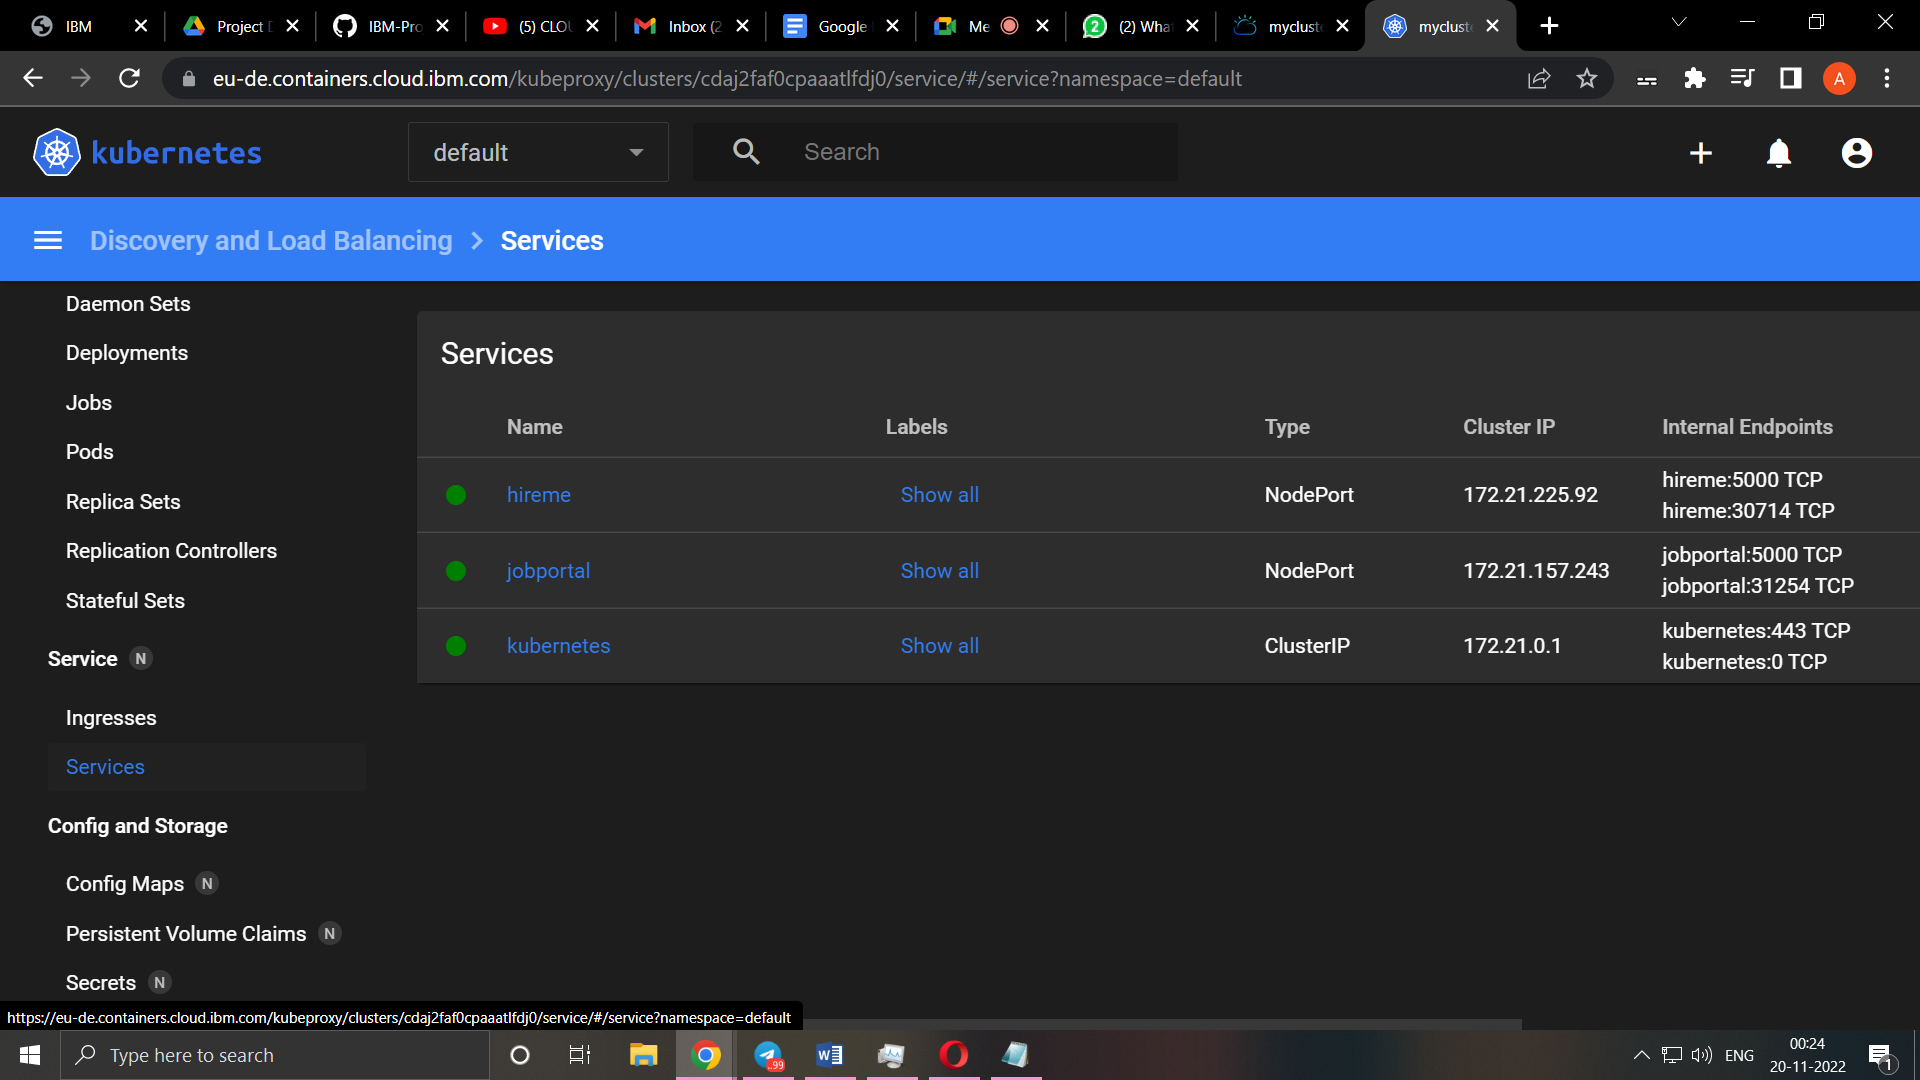 IBM
Project D
IBM-Pro
(5) CLOU
Inbox (2
Google
Me
(2) Wha
mycluste
mycluste
eu-de.containers.cloud.ibm.com/kubeproxy/clusters/cdaj2faf0cpaaatlfdj0/service/#/service?namespace=default
A
kubernetes
default
Search
Discovery and Load Balancing
Services
Daemon Sets
Deployments
Jobs
Pods
Replica Sets
Replication Controllers
Stateful Sets
Service N
Ingresses
Services
Config and Storage
Config Maps N
Persistent Volume Claims N
Secrets N
Services
Name Labels Type Cluster IP Internal Endpoints
hireme Show all NodePort 172.21.225.92 hireme:5000 TCP
hireme:30714 TCP
jobportal Show all NodePort 172.21.157.243 jobportal:5000 TCP
jobportal:31254 TCP
kubernetes Show all ClusterIP 172.21.0.1 kubernetes:443 TCP
kubernetes:0 TCP
https://eu-de.containers.cloud.ibm.com/kubeproxy/clusters/cdaj2faf0cpaaatlfdj0/service/#/service?namespace=default
Type here to search
..99
ENG
00:24
20-11-2022
1